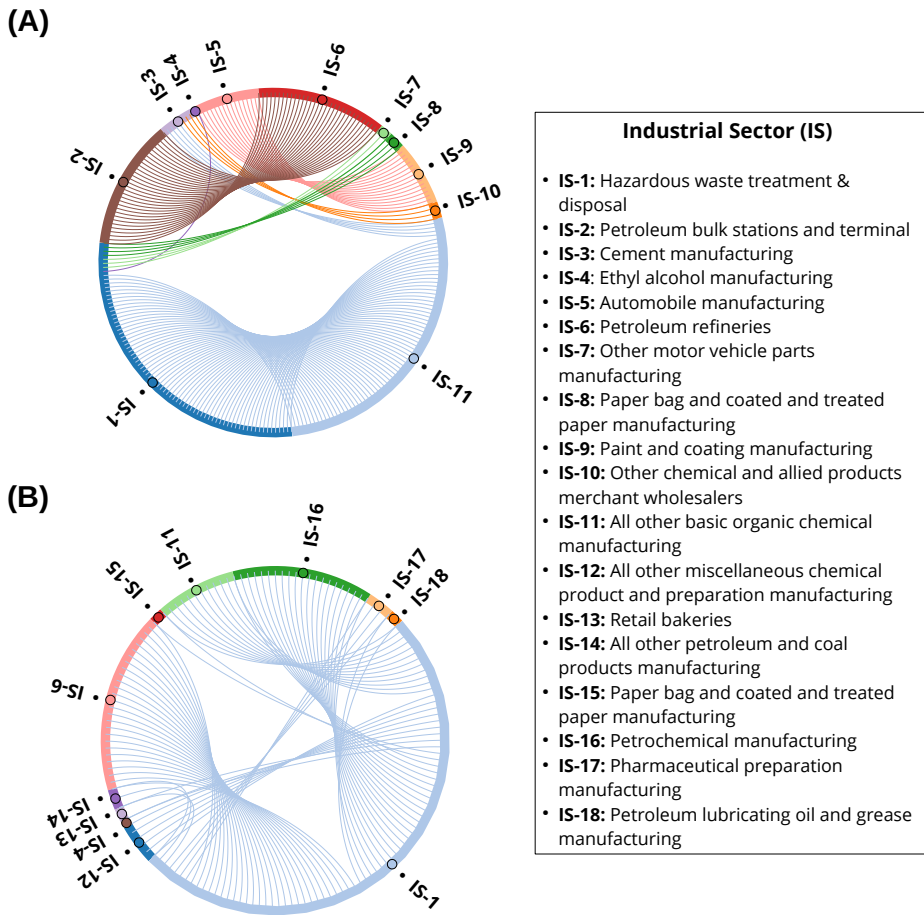 (A)
IS-5
IS-6
IS-4
IS-3
IS-7
IS-8
IS-2
IS-9
IS-10
IS-11
IS-1
(B)
IS-16
IS-11
IS-17
IS-15
IS-18
IS-6
IS-14
IS-13
IS-4
IS-12
IS-1
Industrial Sector (IS)
• IS-1: Hazardous waste treatment &
disposal
• IS-2: Petroleum bulk stations and terminal
• IS-3: Cement manufacturing
• IS-4: Ethyl alcohol manufacturing
• IS-5: Automobile manufacturing
• IS-6: Petroleum refineries
• IS-7: Other motor vehicle parts
manufacturing
• IS-8: Paper bag and coated and treated
paper manufacturing
• IS-9: Paint and coating manufacturing
• IS-10: Other chemical and allied products
merchant wholesalers
• IS-11: All other basic organic chemical
manufacturing
• IS-12: All other miscellaneous chemical
product and preparation manufacturing
• IS-13: Retail bakeries
• IS-14: All other petroleum and coal
products manufacturing
• IS-15: Paper bag and coated and treated
paper manufacturing
• IS-16: Petrochemical manufacturing
• IS-17: Pharmaceutical preparation
manufacturing
• IS-18: Petroleum lubricating oil and grease
manufacturing